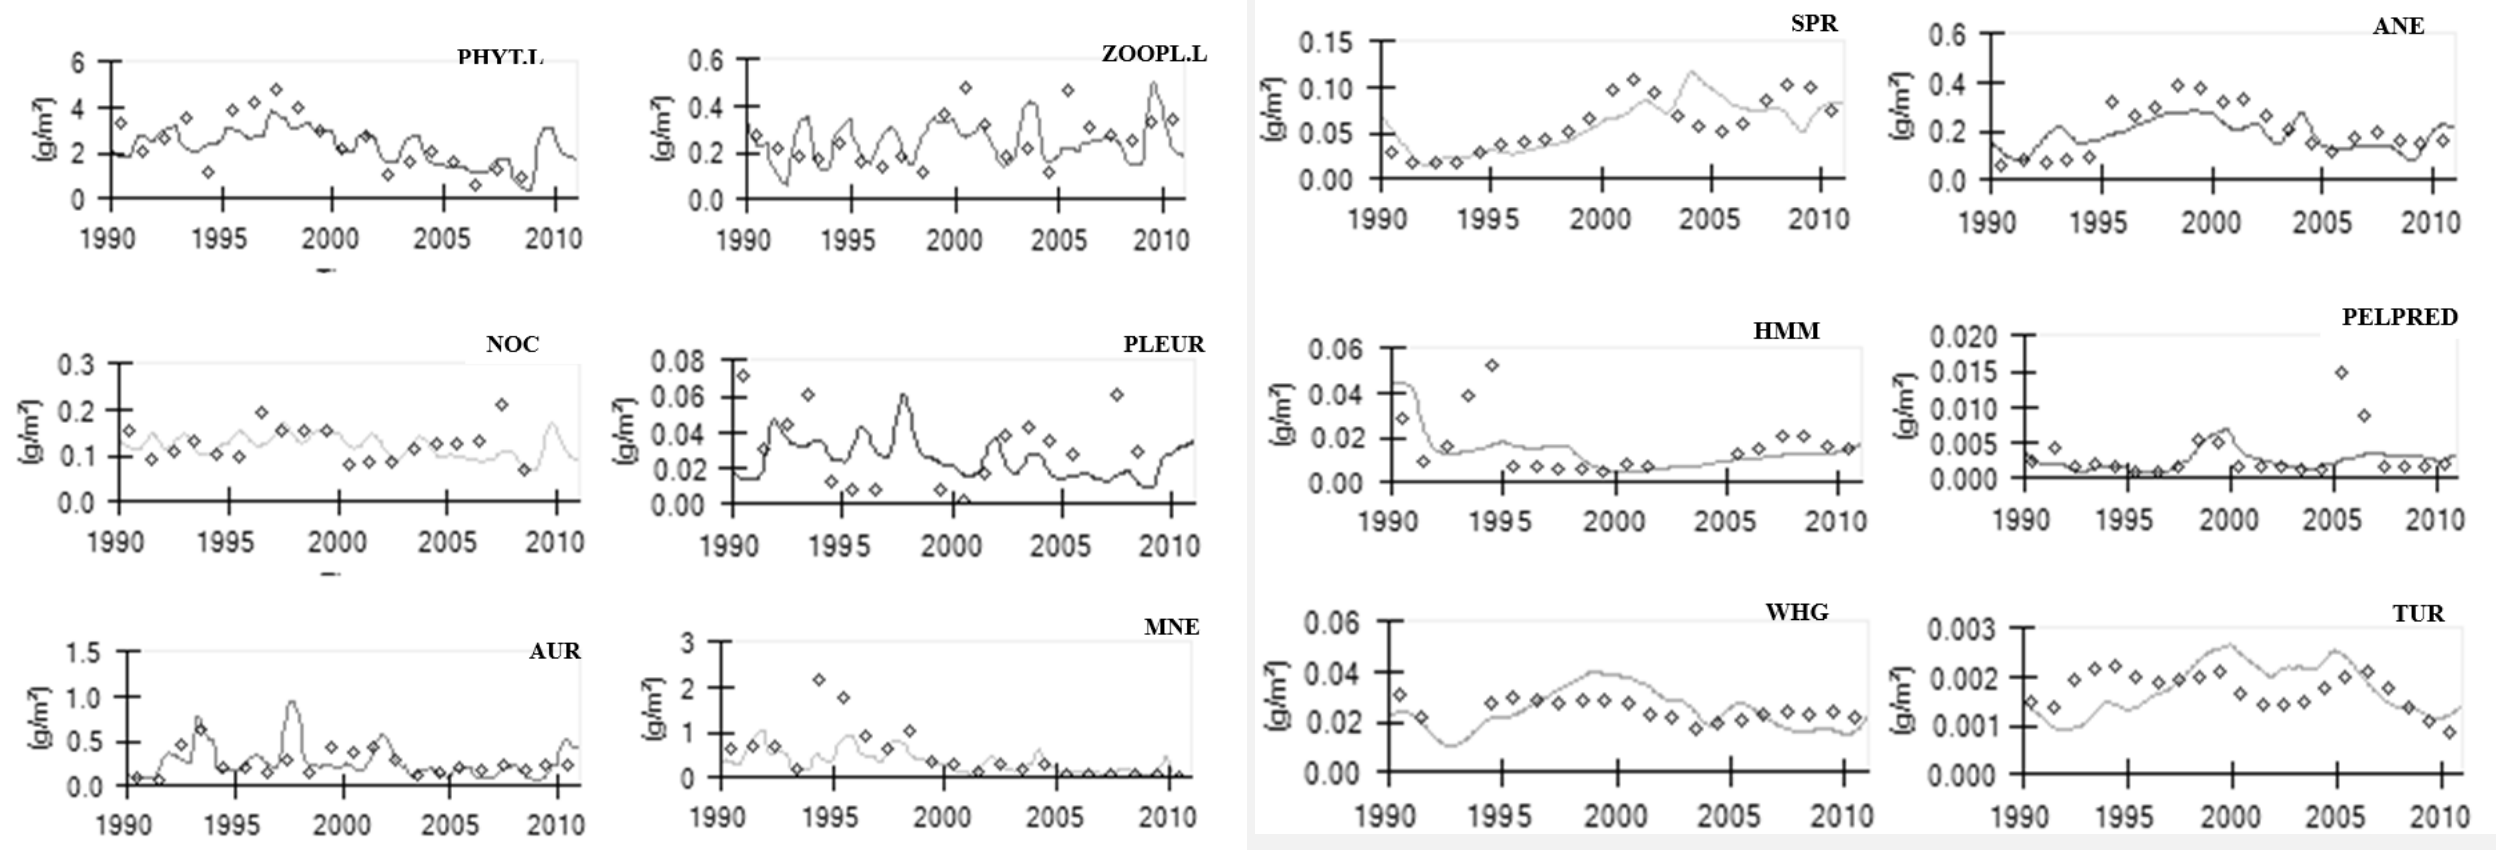 PHYT.L
6
4
2
0
(g/m²)
1990 1995 2000 2005 2010
ZOOPL.L
0.6
0.4
0.2
0.0
(g/m²)
1990 1995 2000 2005 2010
SPR
0.15
0.10
0.05
0.00
(g/m²)
1990 1995 2000 2005 2010
ANE
0.6
0.4
0.2
0.0
(g/m²)
1990 1995 2000 2005 2010
NOC
0.3
0.2
0.1
0.0
(g/m²)
1990 1995 2000 2005 2010
PLEUR
0.08
0.06
0.04
0.02
0.00
(g/m²)
1990 1995 2000 2005 2010
HMM
0.06
0.04
0.02
0.00
(g/m²)
1990 1995 2000 2005 2010
PELPRED
0.020
0.015
0.010
0.005
0.000
(g/m²)
1990 1995 2000 2005 2010
AUR
1.5
1.0
0.5
0.0
(g/m²)
1990 1995 2000 2005 2010
MNE
3
2
1
0
(g/m²)
1990 1995 2000 2005 2010
WHG
0.06
0.04
0.02
0.00
(g/m²)
1990 1995 2000 2005 2010
TUR
0.003
0.002
0.001
0.000
(g/m²)
1990 1995 2000 2005 2010